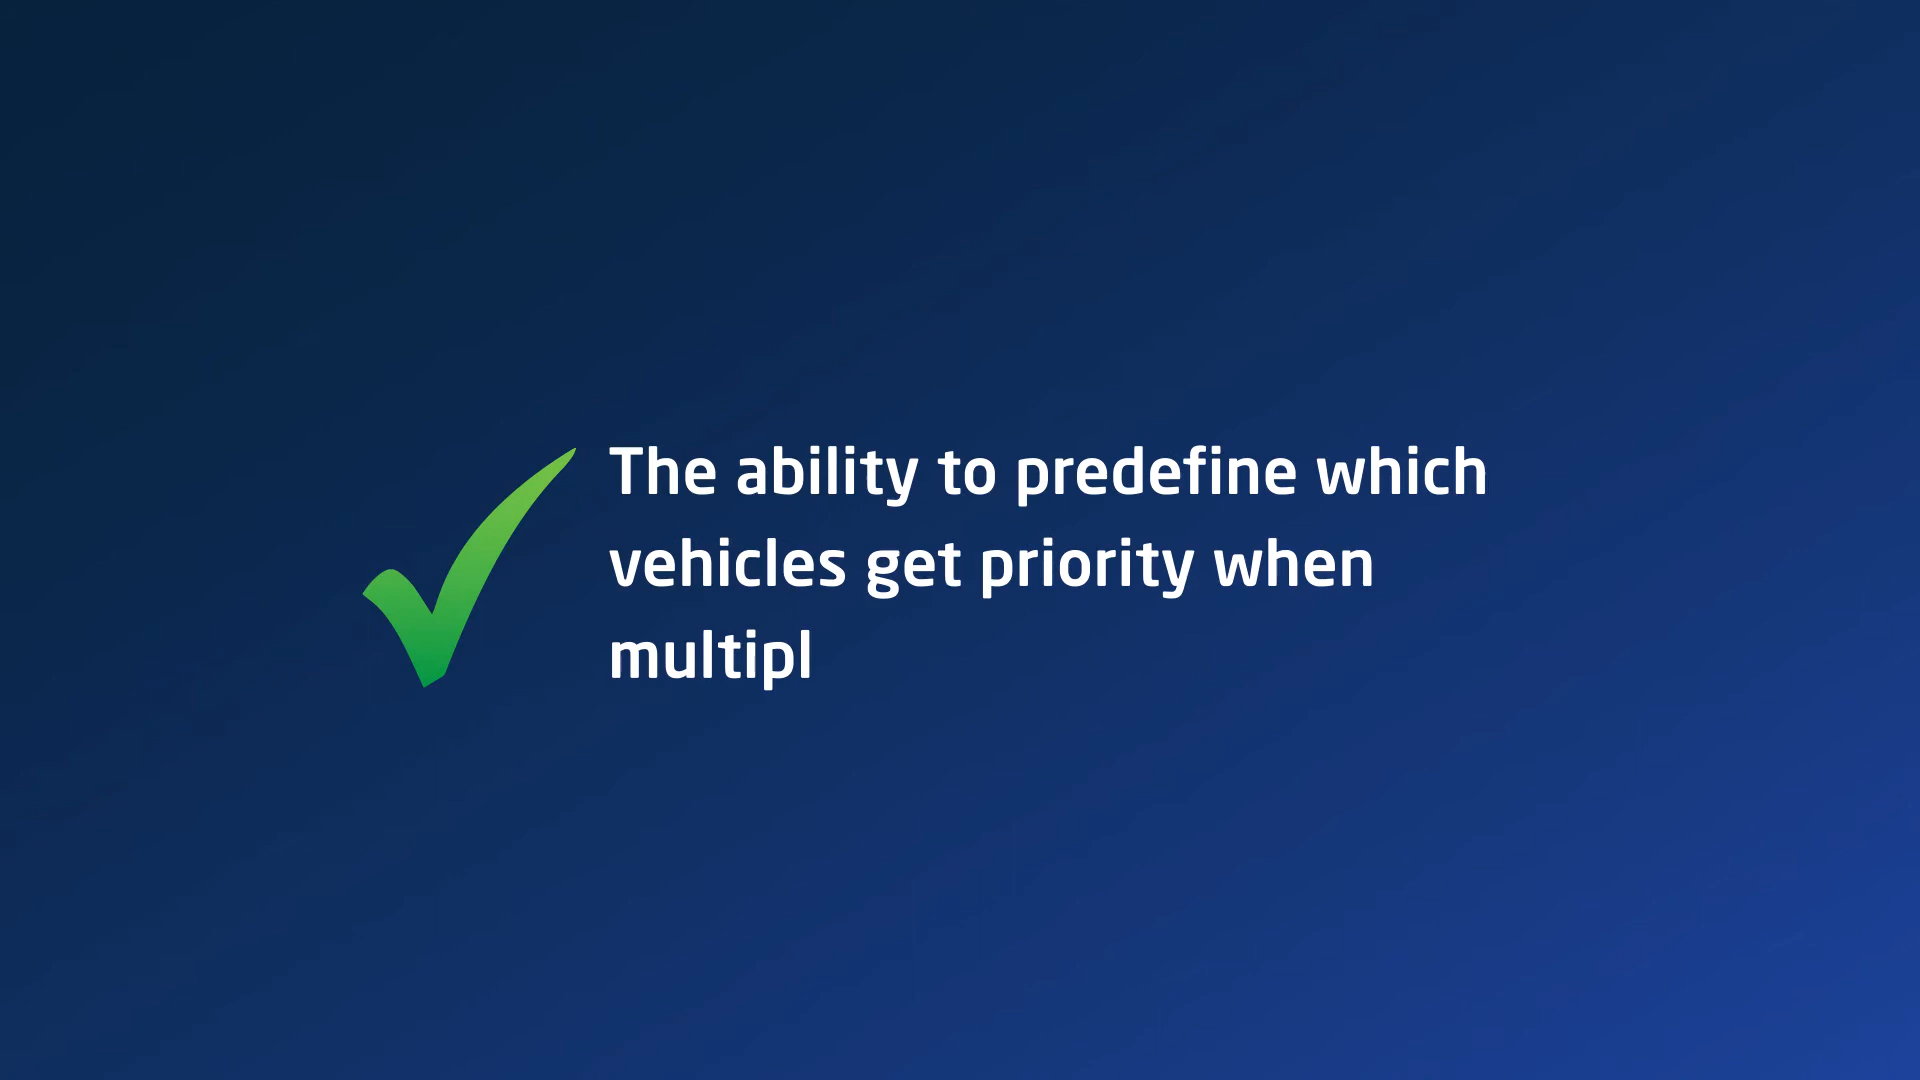 The ability to predefine which
vehicles get priority when
multipl